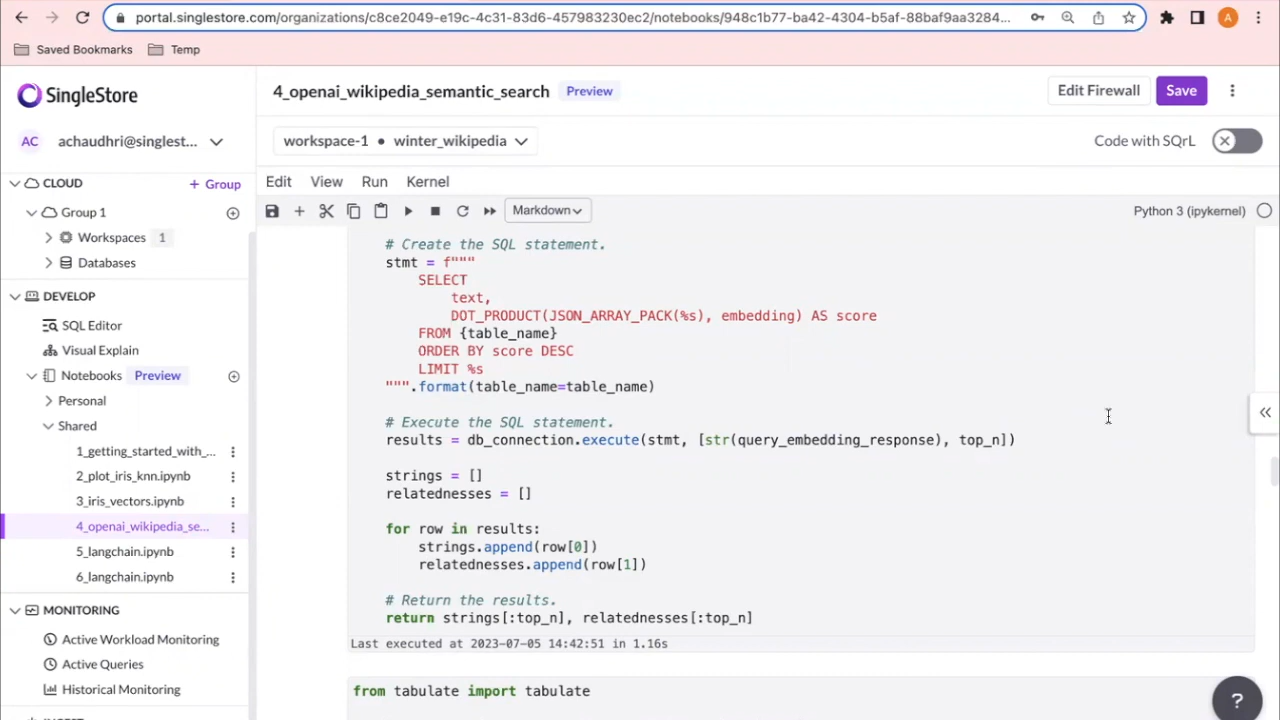 portal.singlestore.com/organizations/c8ce2049-e19c-4c31-83d6-457983230ec2/notebooks/948c1b77-ba42-4304-b5af-88baf9aa3284...
A
Saved Bookmarks
Temp
SingleStore
AC
achaudhri@singlest...
CLOUD
+ Group
Group 1
Workspaces 1
Databases
DEVELOP
SQL Editor
Visual Explain
Notebooks Preview
Personal
Shared
1_getting_started_with_...
2_plot_iris_knn.ipynb
3_iris_vectors.ipynb
4_openai_wikipedia_se...
5_langchain.ipynb
6_langchain.ipynb
MONITORING
Active Workload Monitoring
Active Queries
Historical Monitoring
4_openai_wikipedia_semantic_search Preview
Edit Firewall
Save
workspace-1 • winter_wikipedia
Code with SQrL
Edit View Run Kernel
Markdown
Python 3 (ipykernel)
# Create the SQL statement.
stmt = f"""
SELECT
text,
DOT_PRODUCT(JSON_ARRAY_PACK(%s), embedding) AS score
FROM {table_name}
ORDER BY score DESC
LIMIT %s
""".format(table_name=table_name)
# Execute the SQL statement.
results = db_connection.execute(stmt, [str(query_embedding_response), top_n])
strings = []
relatednesses = []
for row in results:
strings.append(row[0])
relatednesses.append(row[1])
# Return the results.
return strings[:top_n], relatednesses[:top_n]
Last executed at 2023-07-05 14:42:51 in 1.16s
from tabulate import tabulate
?